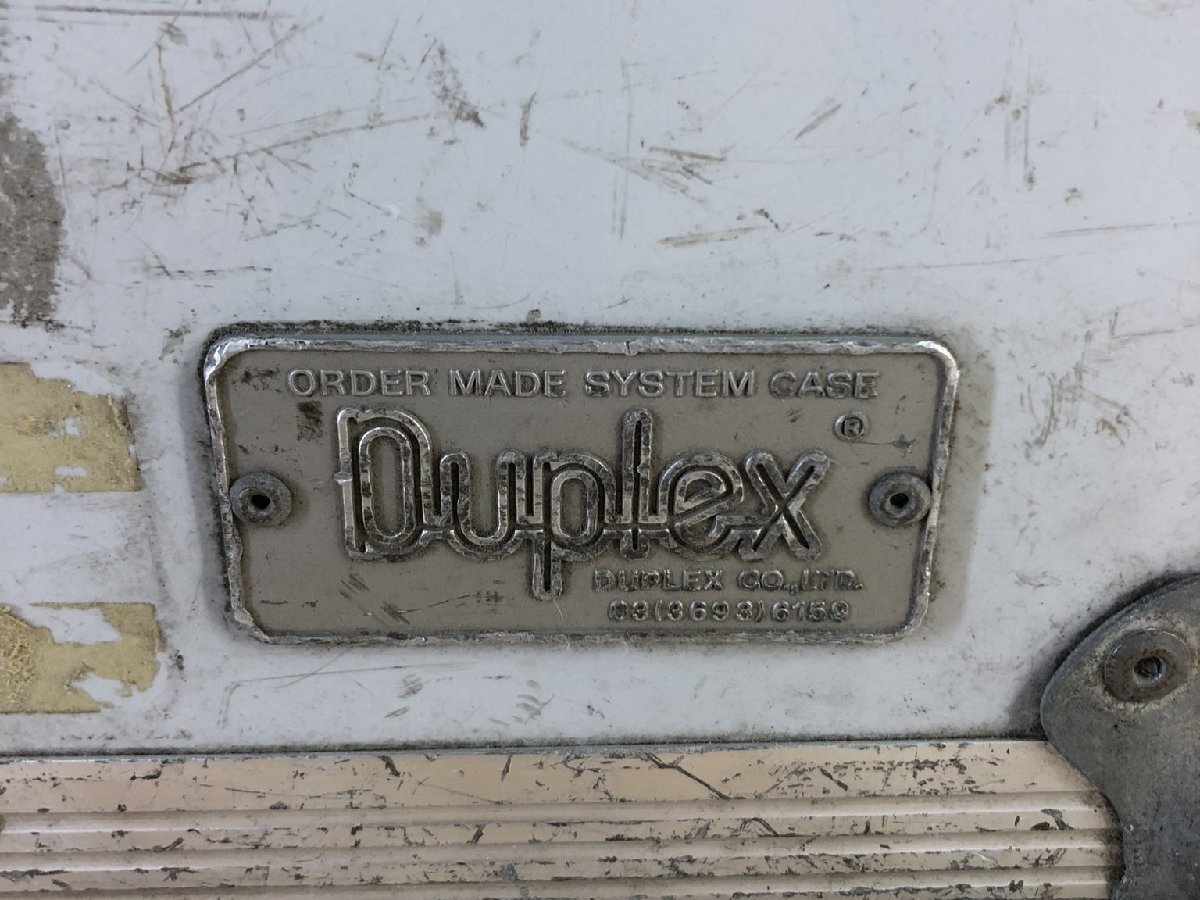 ORDER MADE SYSTEM CASE
Duplex ®
DUPLEX CO.,LTD.
03(3693)6159